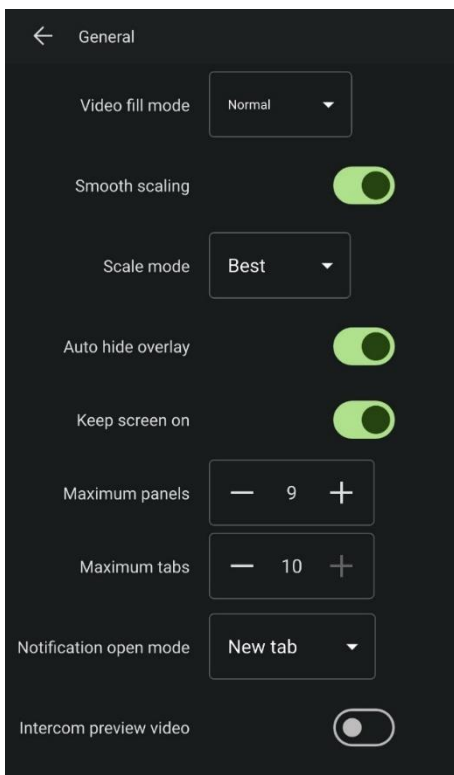 General
Video fill mode Normal
Smooth scaling
Scale mode Best
Auto hide overlay
Keep screen on
Maximum panels 9
Maximum tabs 10
Notification open mode New tab
Intercom preview video